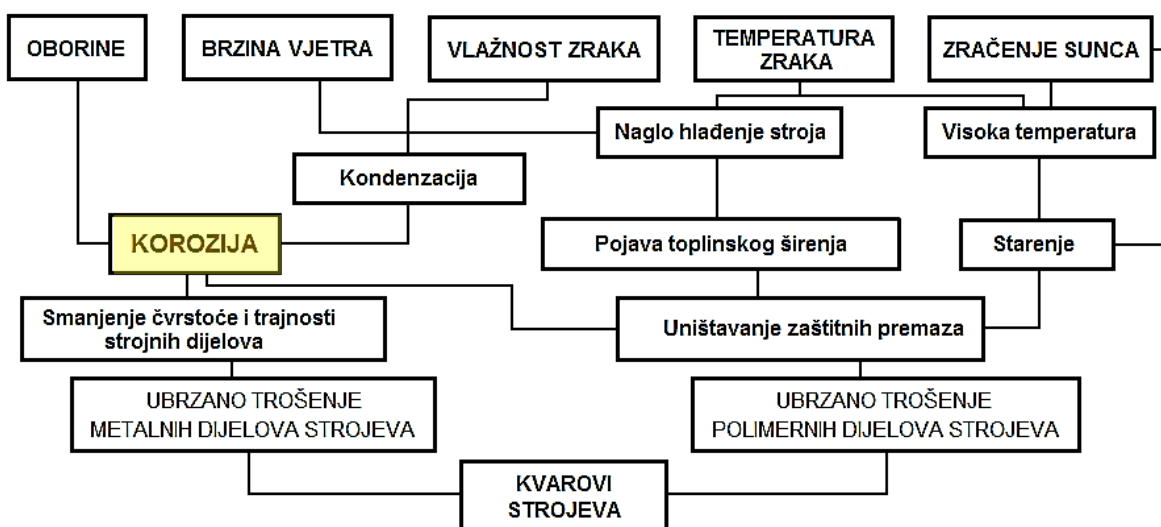 OBORINE
BRZINA VJETRA
VLAŽNOST ZRAKA
TEMPERATURA
ZRAKA
ZRAČENJE SUNCA
Naglo hlađenje stroja
Visoka temperatura
Kondenzacija
KOROZIJA
Pojava toplinskog širenja
Starenje
Smanjenje čvrstoće i trajnosti
strojnih dijelova
Uništavanje zaštitnih premaza
UBRZANO TROŠENJE
METALNIH DIJELOVA STROJEVA
UBRZANO TROŠENJE
POLIMERNIH DIJELOVA STROJEVA
KVAROVI
STROJEVA